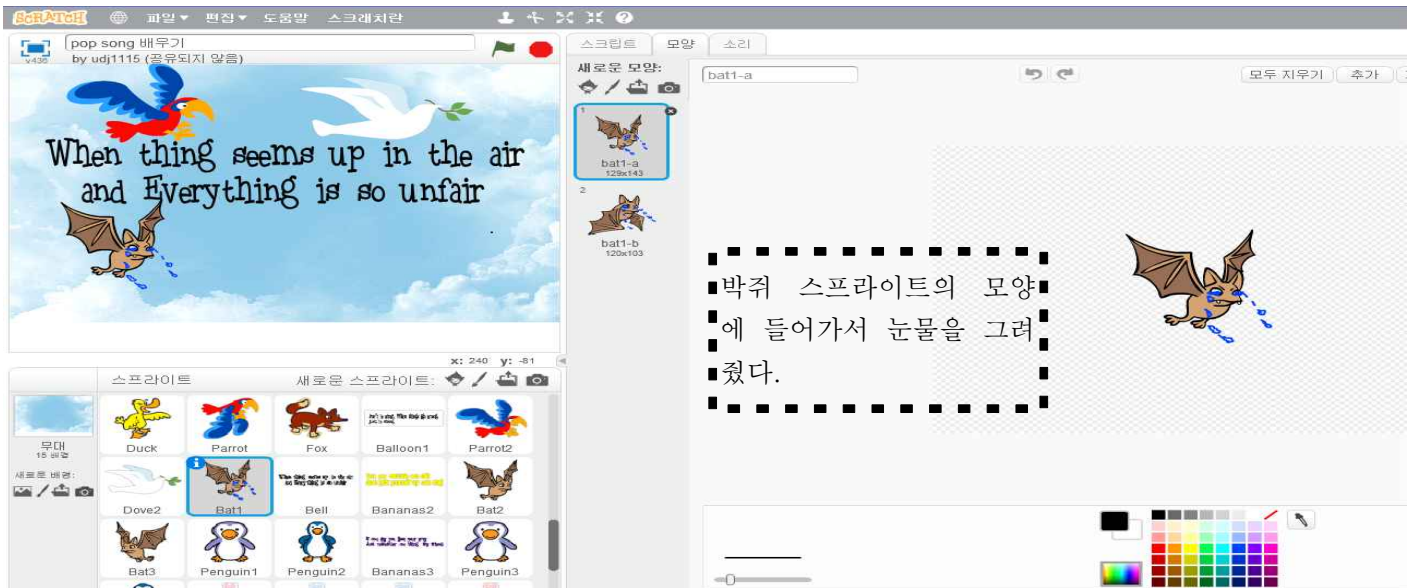 SCRATCH 파일▼ 편집▼ 도움말 스크래치란
v436
pop song 배우기
by udj1115 (공유되지 않음)
When thing seems up in the air
and Everything is so unfair
x: 240 y: -81
스프라이트 새로운 스프라이트:
무대
15 배경
새로운 배경:
Duck Parrot Fox Balloon1 Parrot2
Dove2 Bat1 Bell Bananas2 Bat2
Bat3 Penguin1 Penguin2 Bananas3 Penguin3
스크립트 모양 소리
새로운 모양:
1
bat1-a
129x143
2
bat1-b
120x103
bat1-a
모두 지우기 추가
박쥐 스프라이트의 모양
에 들어가서 눈물을 그려
줬다.